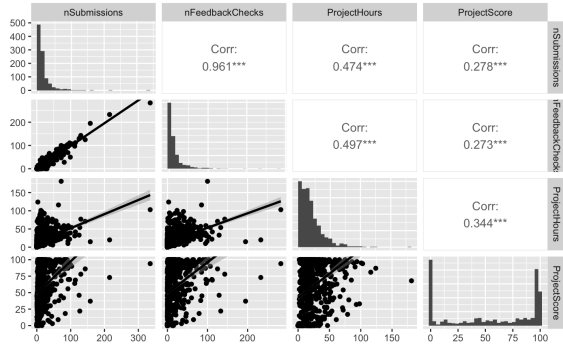 nSubmissions nFeedbackChecks ProjectHours ProjectScore
500
400
300
200
100
0
Corr:
0.961***
Corr:
0.474***
Corr:
0.278***
nSubmissions
200
100
0
Corr:
0.497***
Corr:
0.273***
nFeedbackChecks
150
100
50
0
Corr:
0.344***
ProjectHours
100
75
50
25
0
ProjectScore
0 100 200 300 0 100 200 0 50 100 150 0 25 50 75 100